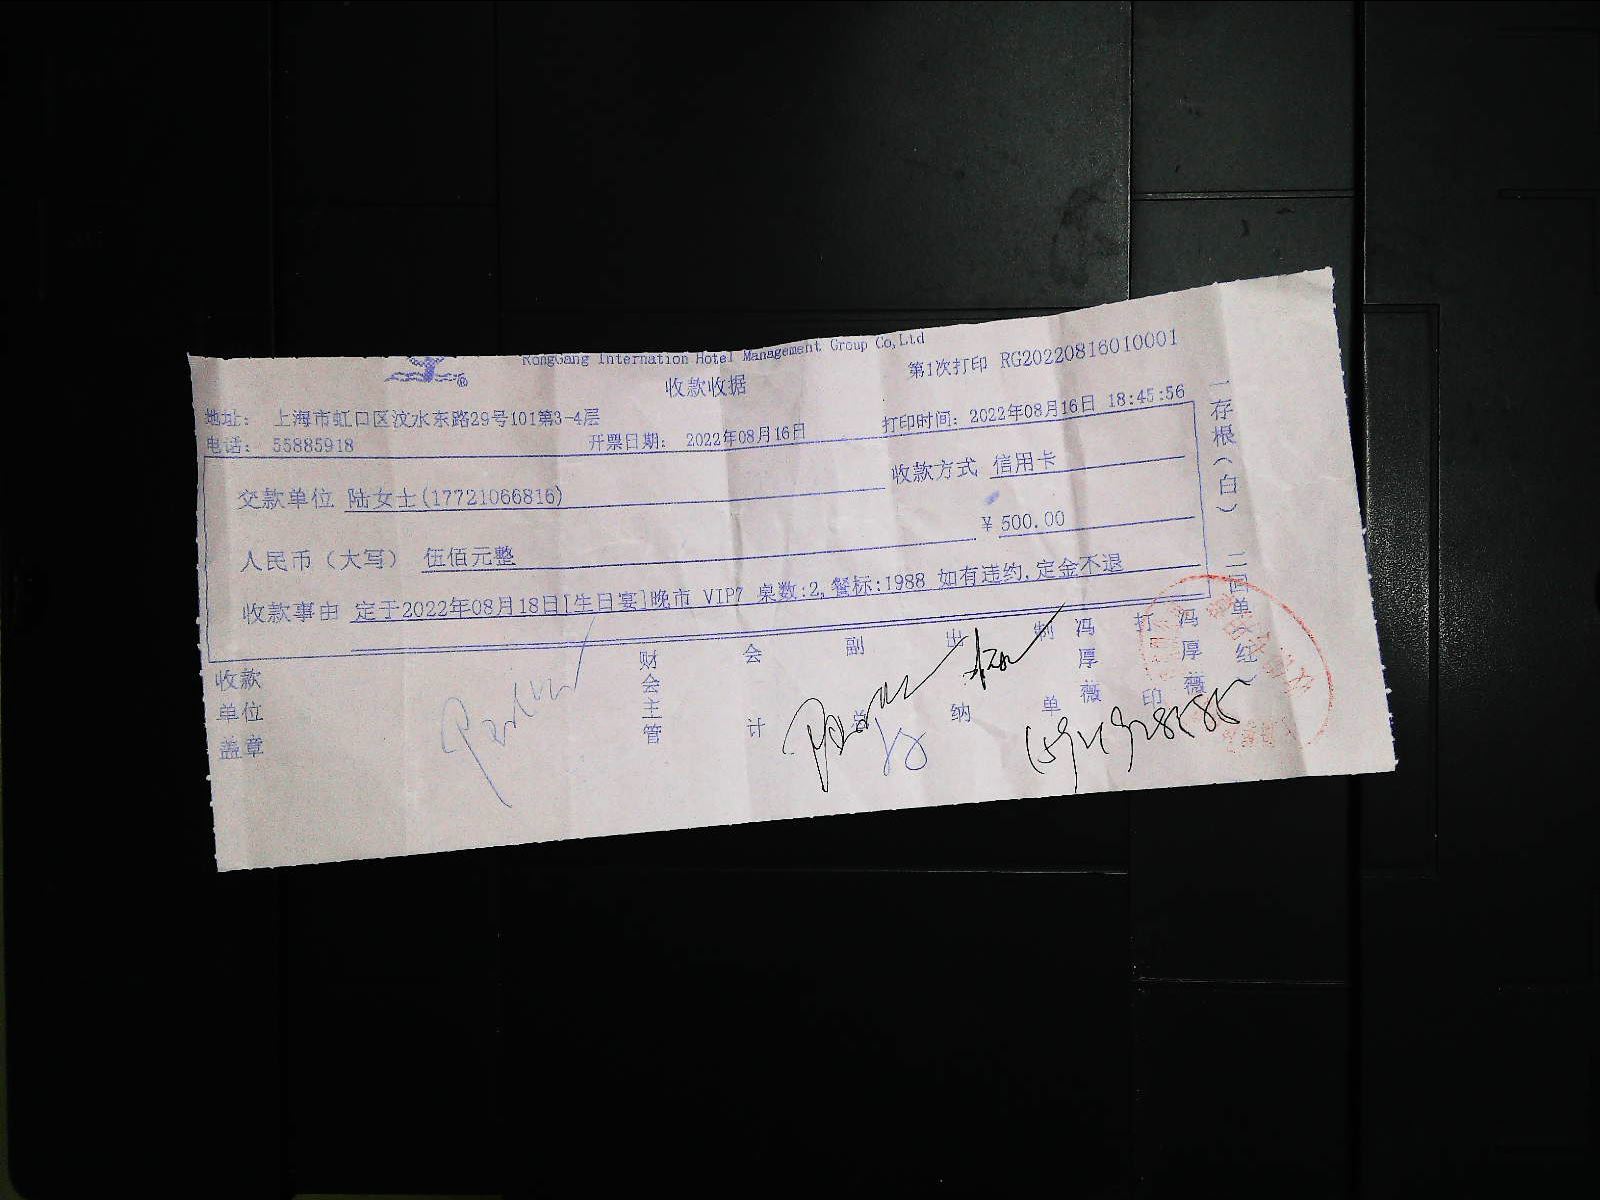 RongGang Internation Hotel Management Group Co,Ltd
®
收款收据
第1次打印 RG20220816010001
地址： 上海市虹口区汶水东路29号101第3-4层
电话： 55885918
开票日期： 2022年08月16日
打印时间：2022年08月16日 18:45:56
交款单位 陆女士(17721066816)
收款方式 信用卡
人民币（大写） 伍佰元整
¥ 500.00
收款事由 定于2022年08月18日[生日宴]晚市 VIP7 桌数:2,餐标:1988 如有违约,定金不退
收款单位盖章
财会主管
会计
副总
出纳
制单
冯厚薇
打印
冯厚薇
一存根(白) 二回单(红)